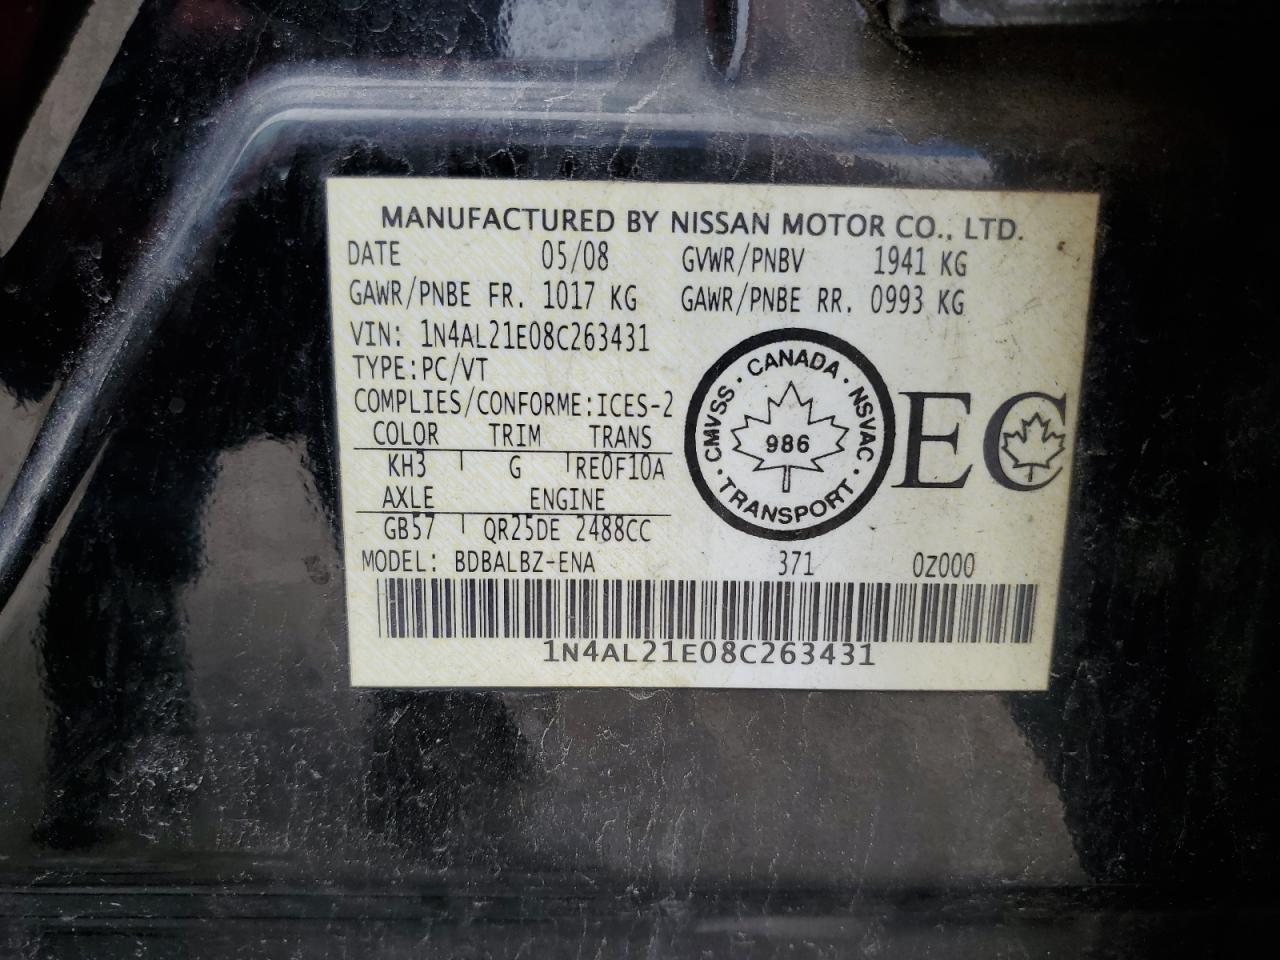 MANUFACTURED BY NISSAN MOTOR CO., LTD.
DATE 05/08 GVWR/PNBV 1941 KG
GAWR/PNBE FR. 1017 KG GAWR/PNBE RR. 0993 KG
VIN: 1N4AL21E08C263431
TYPE:PC/VT
COMPLIES/CONFORME:ICES-2
COLOR TRIM TRANS
KH3 G RE0F10A
AXLE ENGINE
GB57 QR25DE 2488CC
CMVSS · CANADA · NSVAC · TRANSPORT ·
986
EC
MODEL: BDBALBZ-ENA 371 0Z000
1N4AL21E08C263431